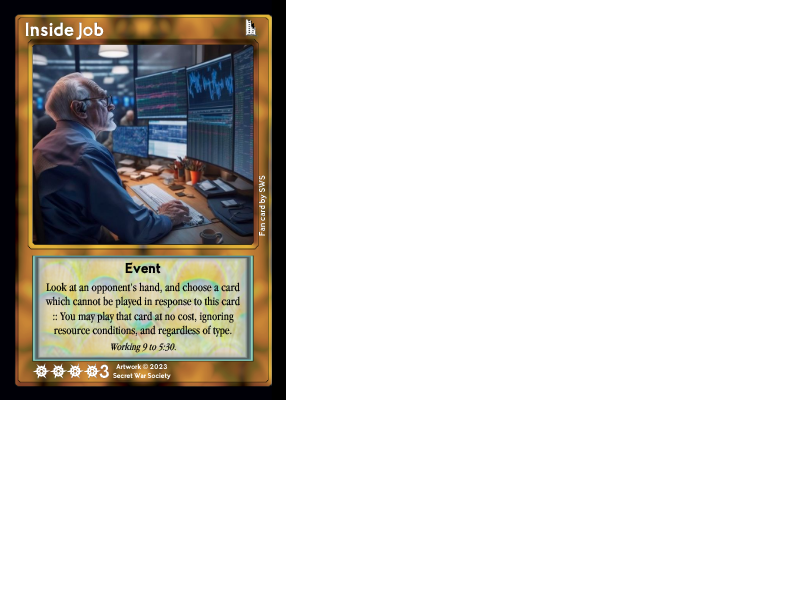 Inside Job
Fan card by SWS
Event
Look at an opponent's hand, and choose a card
which cannot be played in response to this card
:: You may play that card at no cost, ignoring
resource conditions, and regardless of type.
Working 9 to 5:30.
3
Artwork © 2023
Secret War Society